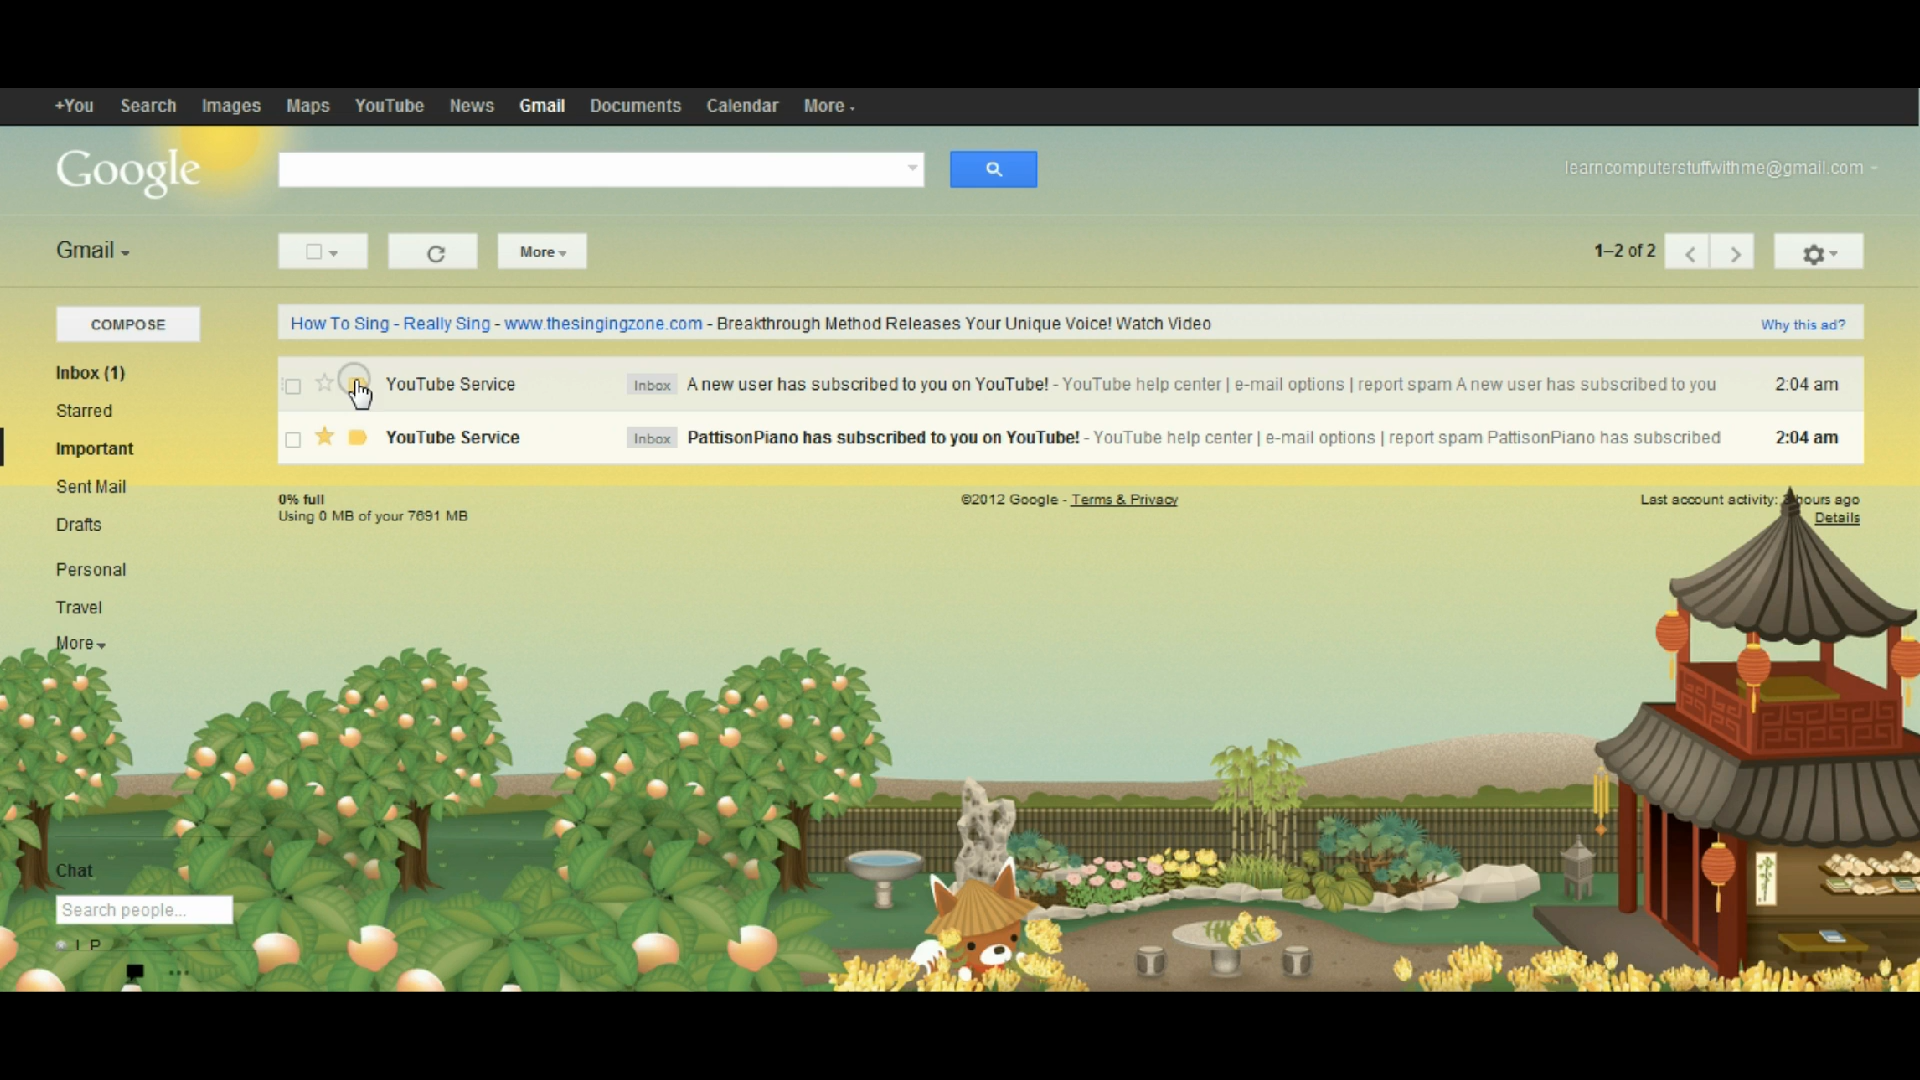 +You Search Images Maps YouTube News Gmail Documents Calendar More
Google
learncomputerstuffwithme@gmail.com
Gmail
More
1–2 of 2
COMPOSE
How To Sing - Really Sing - www.thesingingzone.com - Breakthrough Method Releases Your Unique Voice! Watch Video
Why this ad?
Inbox (1)
YouTube Service Inbox A new user has subscribed to you on YouTube! - YouTube help center | e-mail options | report spam A new user has subscribed to you 2:04 am
Starred
YouTube Service Inbox PattisonPiano has subscribed to you on YouTube! - YouTube help center | e-mail options | report spam PattisonPiano has subscribed 2:04 am
Important
Sent Mail
0% full
Using 0 MB of your 7691 MB
©2012 Google - Terms & Privacy
Last account activity: hours ago
Details
Drafts
Personal
Travel
More
Chat
Search people...
L P